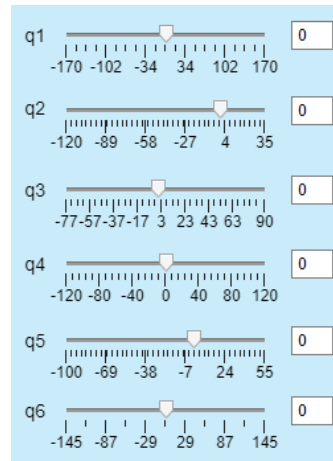 q1 0
-170 -102 -34 34 102 170
q2 0
-120 -89 -58 -27 4 35
q3 0
-77 -57 -37 -17 3 23 43 63 90
q4 0
-120 -80 -40 0 40 80 120
q5 0
-100 -69 -38 -7 24 55
q6 0
-145 -87 -29 29 87 145